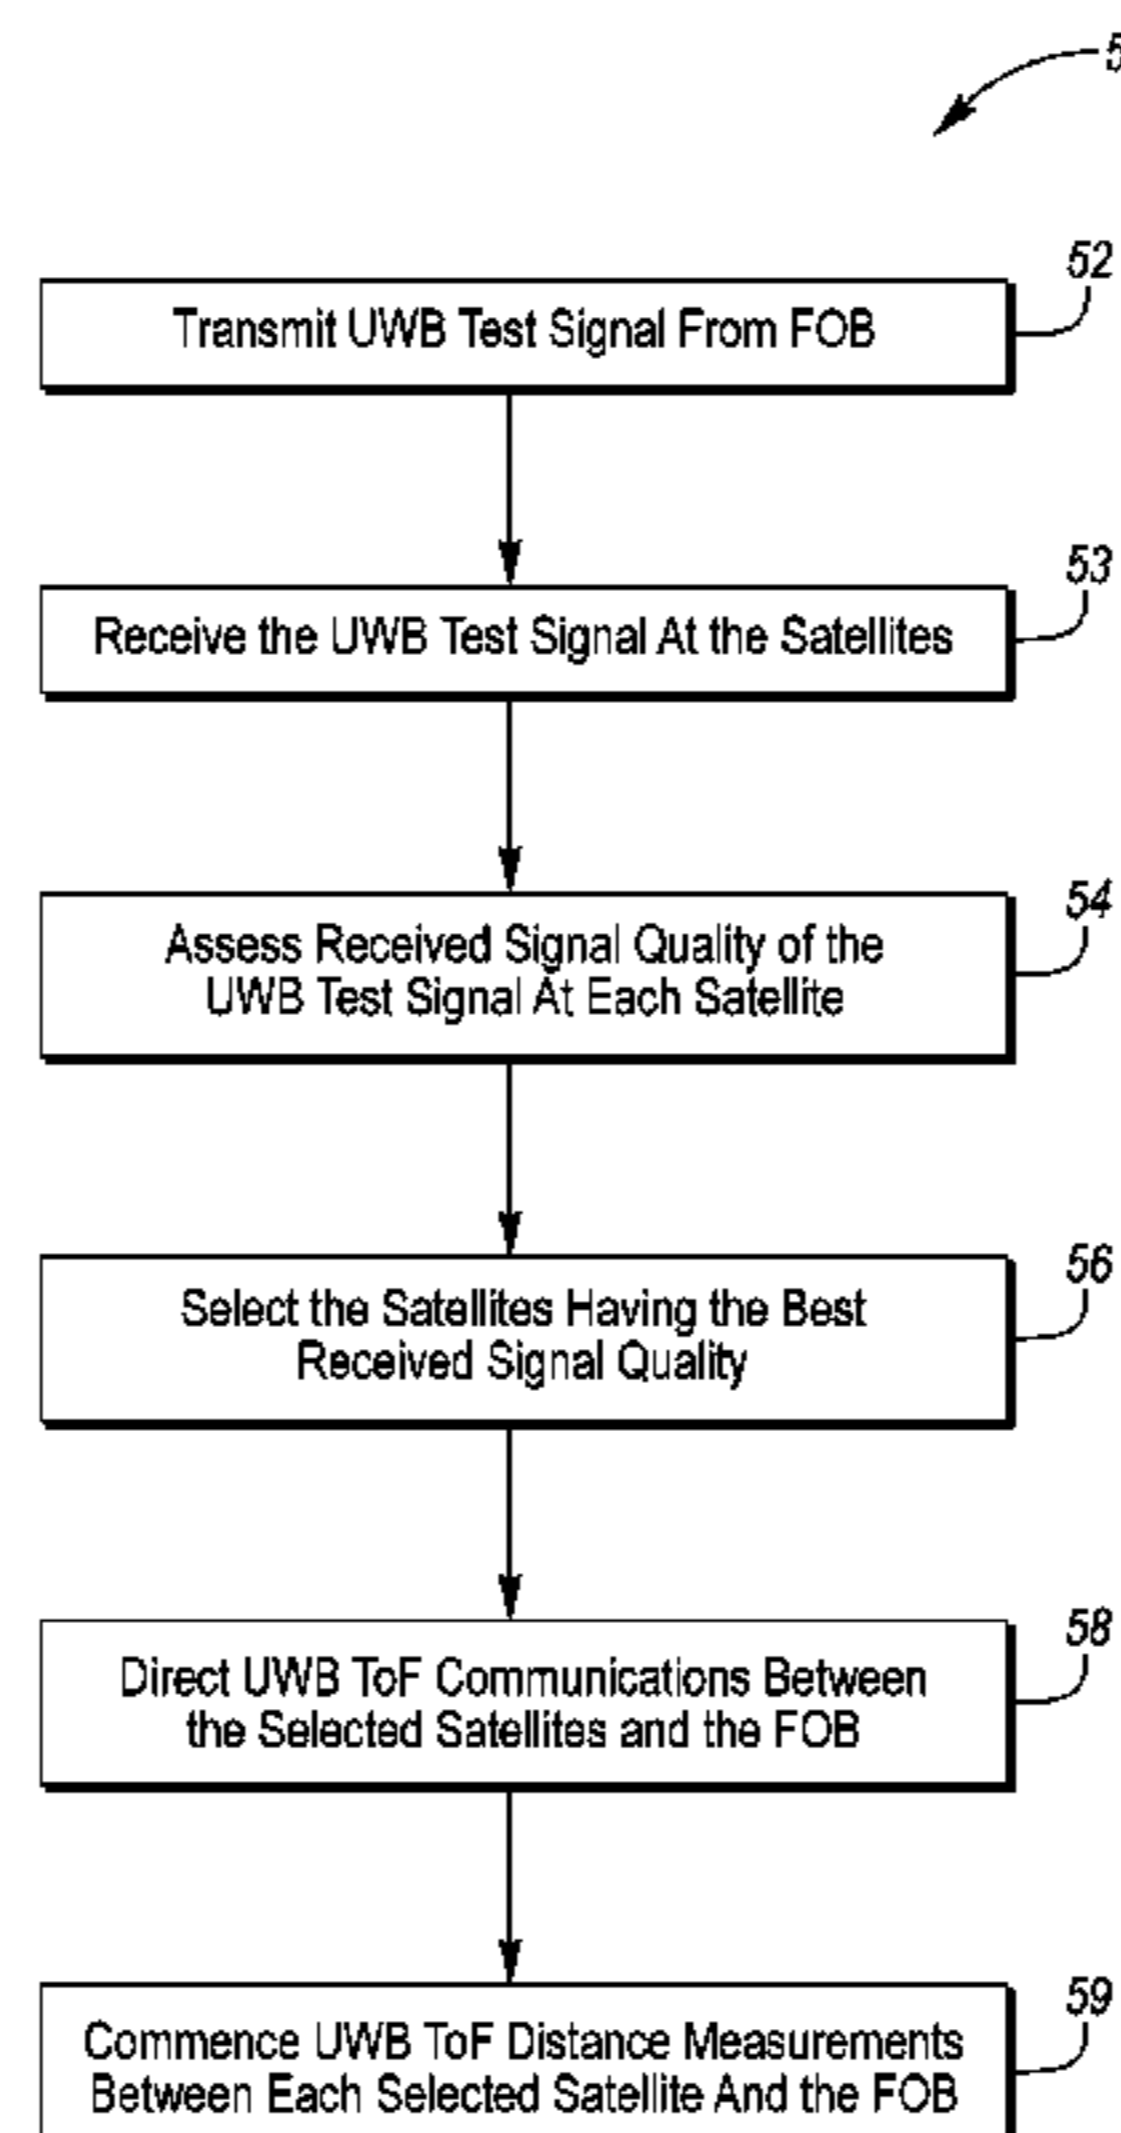 52
Transmit UWB Test Signal From FOB
53
Receive the UWB Test Signal At the Satellites
54
Assess Received Signal Quality of the
UWB Test Signal At Each Satellite
56
Select the Satellites Having the Best
Received Signal Quality
58
Direct UWB ToF Communications Between
the Selected Satellites and the FOB
59
Commence UWB ToF Distance Measurements
Between Each Selected Satellite And the FOB